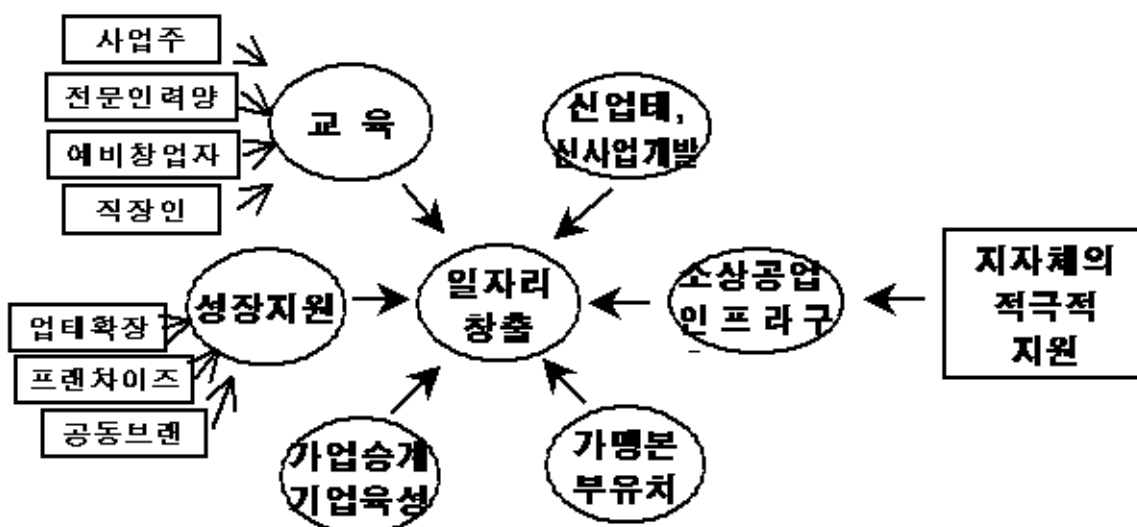 사업주
전문인력양
예비창업자
직장인
교 육
신업태,
신사업개발
성장지원
업태확장
프랜차이즈
공동브랜
일자리
창출
소상공업
인 프 라 구
지자체의
적극적
지원
가업승계
기업육성
가맹본
부유치